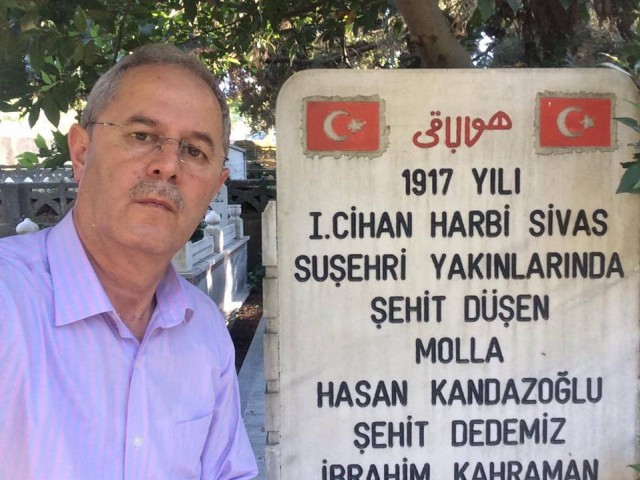 هوالباقى
1917 YILI
I.CİHAN HARBİ SİVAS
SUŞEHRİ YAKINLARINDA
ŞEHİT DÜŞEN
MOLLA
HASAN KANDAZOĞLU
ŞEHİT DEDEMİZ
İBRAHİM KAHRAMAN